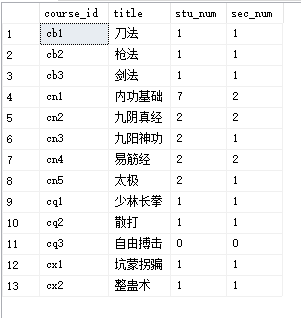 course_id title stu_num sec_num
1 cb1 刀法 1 1
2 cb2 枪法 1 1
3 cb3 剑法 1 1
4 cn1 内功基础 7 2
5 cn2 九阴真经 2 2
6 cn3 九阳神功 2 1
7 cn4 易筋经 2 2
8 cn5 太极 2 1
9 cq1 少林长拳 1 1
10 cq2 散打 1 1
11 cq3 自由搏击 0 0
12 cx1 坑蒙拐骗 1 1
13 cx2 整蛊术 1 1